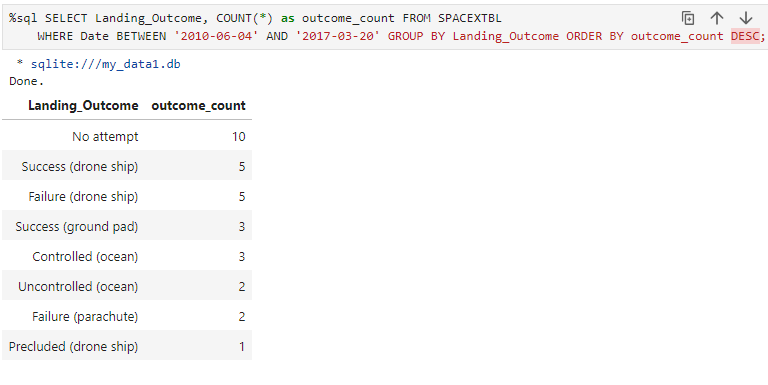 %sql SELECT Landing_Outcome, COUNT(*) as outcome_count FROM SPACEXTBL
WHERE Date BETWEEN '2010-06-04' AND '2017-03-20' GROUP BY Landing_Outcome ORDER BY outcome_count DESC;
* sqlite:///my_data1.db
Done.
Landing_Outcome outcome_count
No attempt 10
Success (drone ship) 5
Failure (drone ship) 5
Success (ground pad) 3
Controlled (ocean) 3
Uncontrolled (ocean) 2
Failure (parachute) 2
Precluded (drone ship) 1